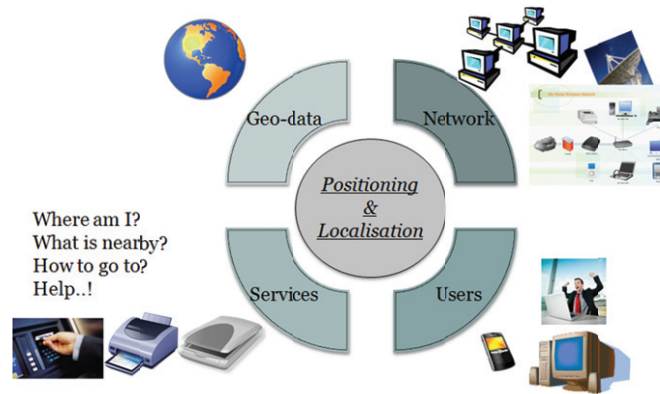 Geo-data
Network
Positioning
&
Localisation
Where am I?
What is nearby?
How to go to?
Help..!
Services
Users